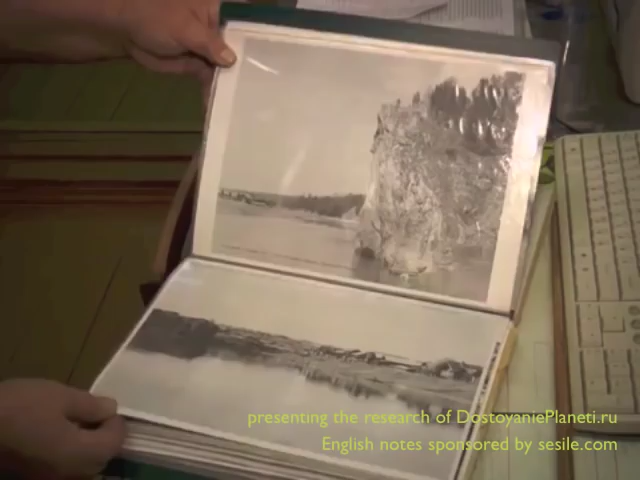 presenting the research of DostoyaniePlaneti.ru
English notes sponsored by sesile.com